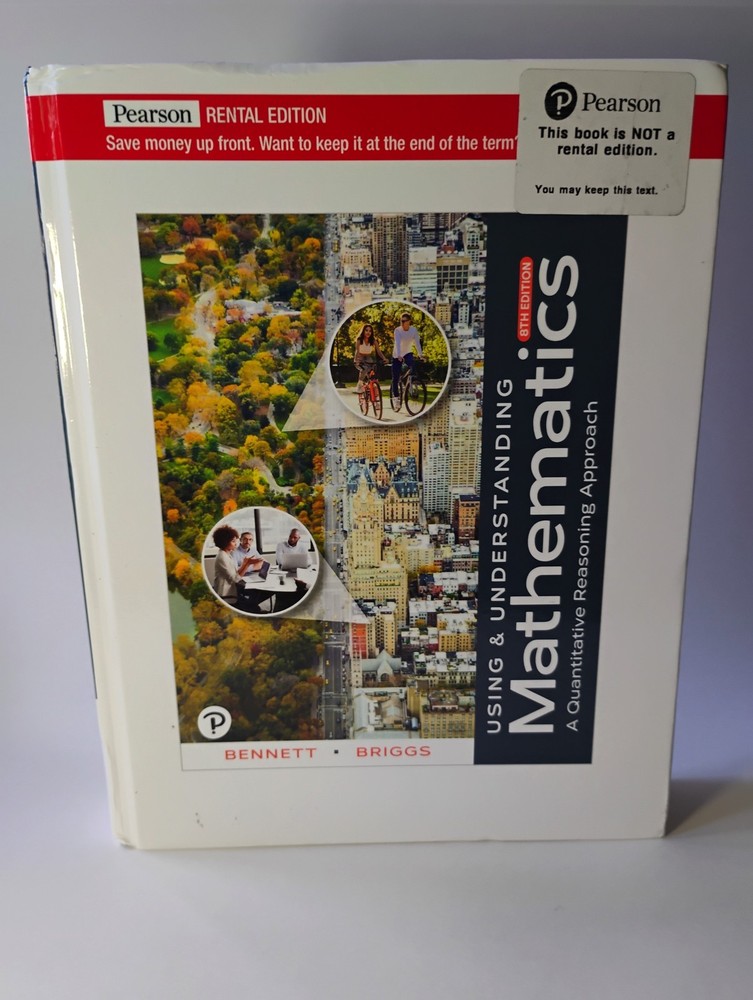 Pearson RENTAL EDITION
Save money up front. Want to keep it at the end of the term?
Pearson
This book is NOT a
rental edition.
You may keep this text.
8TH EDITION
USING & UNDERSTANDING
Mathematics
A Quantitative Reasoning Approach
BENNETT · BRIGGS